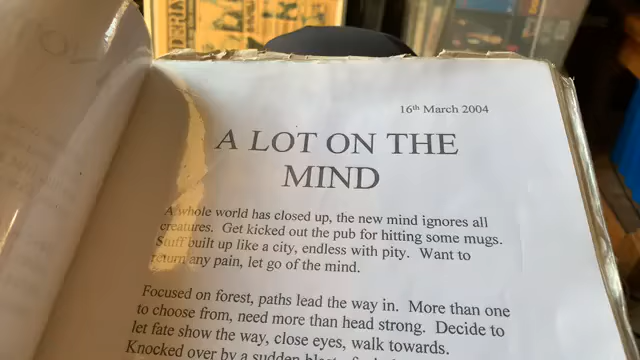 16th March 2004
A LOT ON THE
MIND
A whole world has closed up, the new mind ignores all
creatures. Get kicked out the pub for hitting some mugs.
Stuff built up like a city, endless with pity. Want to
return any pain, let go of the mind.
Focused on forest, paths lead the way in. More than one
to choose from, need more than head strong. Decide to
let fate show the way, close eyes, walk towards.
Knocked over by a sudden